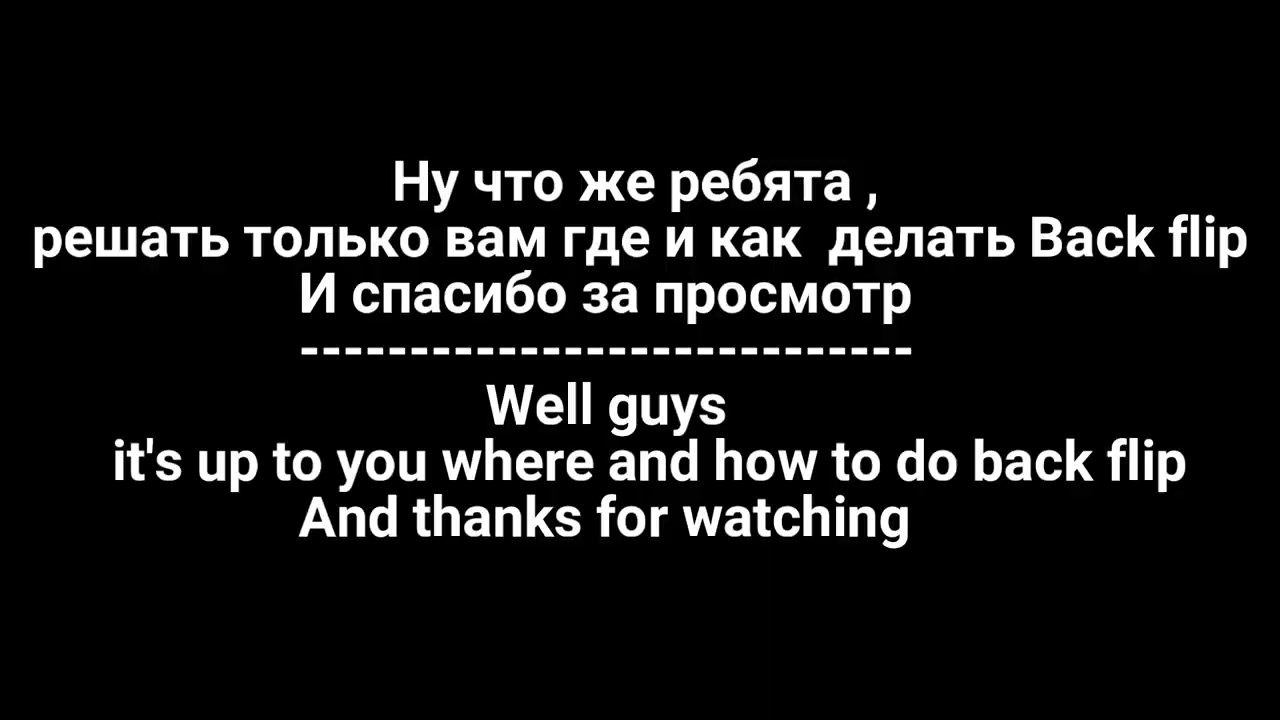 Ну что же ребята ,
решать только вам где и как  делать Back flip
И спасибо за просмотр
----------------------------
Well guys
it's up to you where and how to do back flip
And thanks for watching